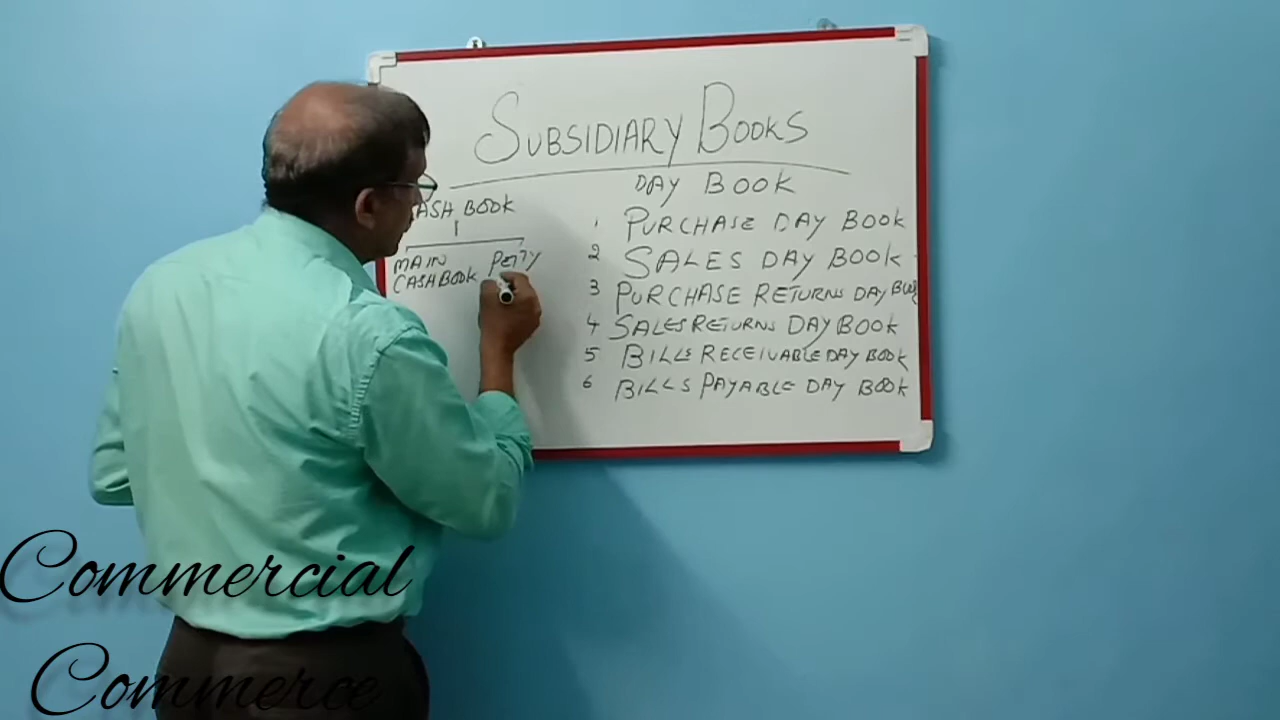 SUBSIDIARY BOOKS
CASH BOOK
MAIN
CASH BOOK
PETTY
DAY BOOK
1 PURCHASE DAY BOOK
2 SALES DAY BOOK
3 PURCHASE RETURNS DAY BOOK
4 SALES RETURNS DAY BOOK
5 BILLS RECEIVABLE DAY BOOK
6 BILLS PAYABLE DAY BOOK
Commercial
Commerce